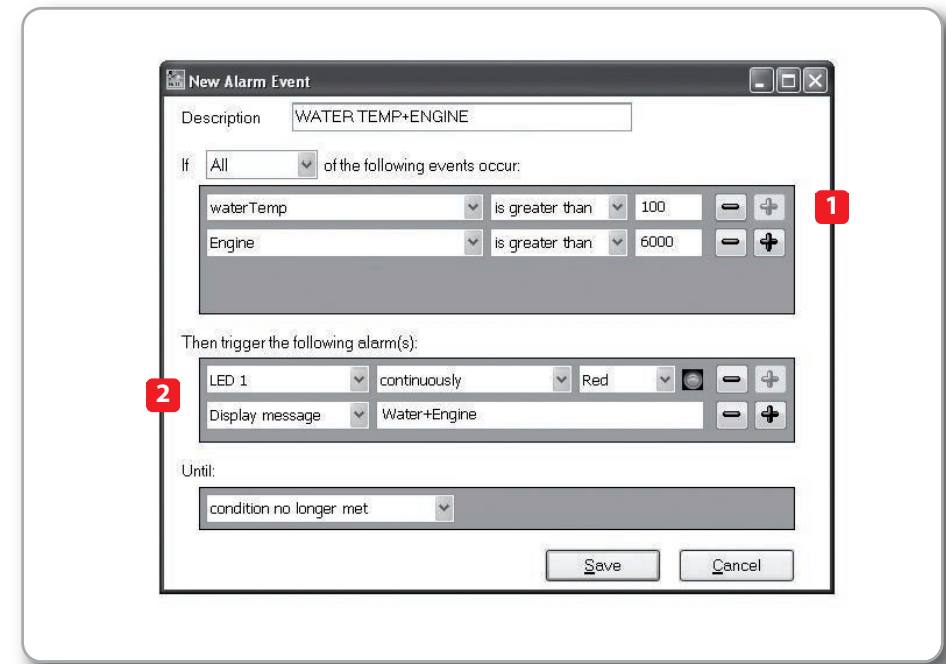 New Alarm Event
Description WATER TEMP+ENGINE
If All of the following events occur:
waterTemp is greater than 100
1
Engine is greater than 6000
Then trigger the following alarm(s):
LED 1 continuously Red
2
Display message Water+Engine
Until:
condition no longer met
Save Cancel